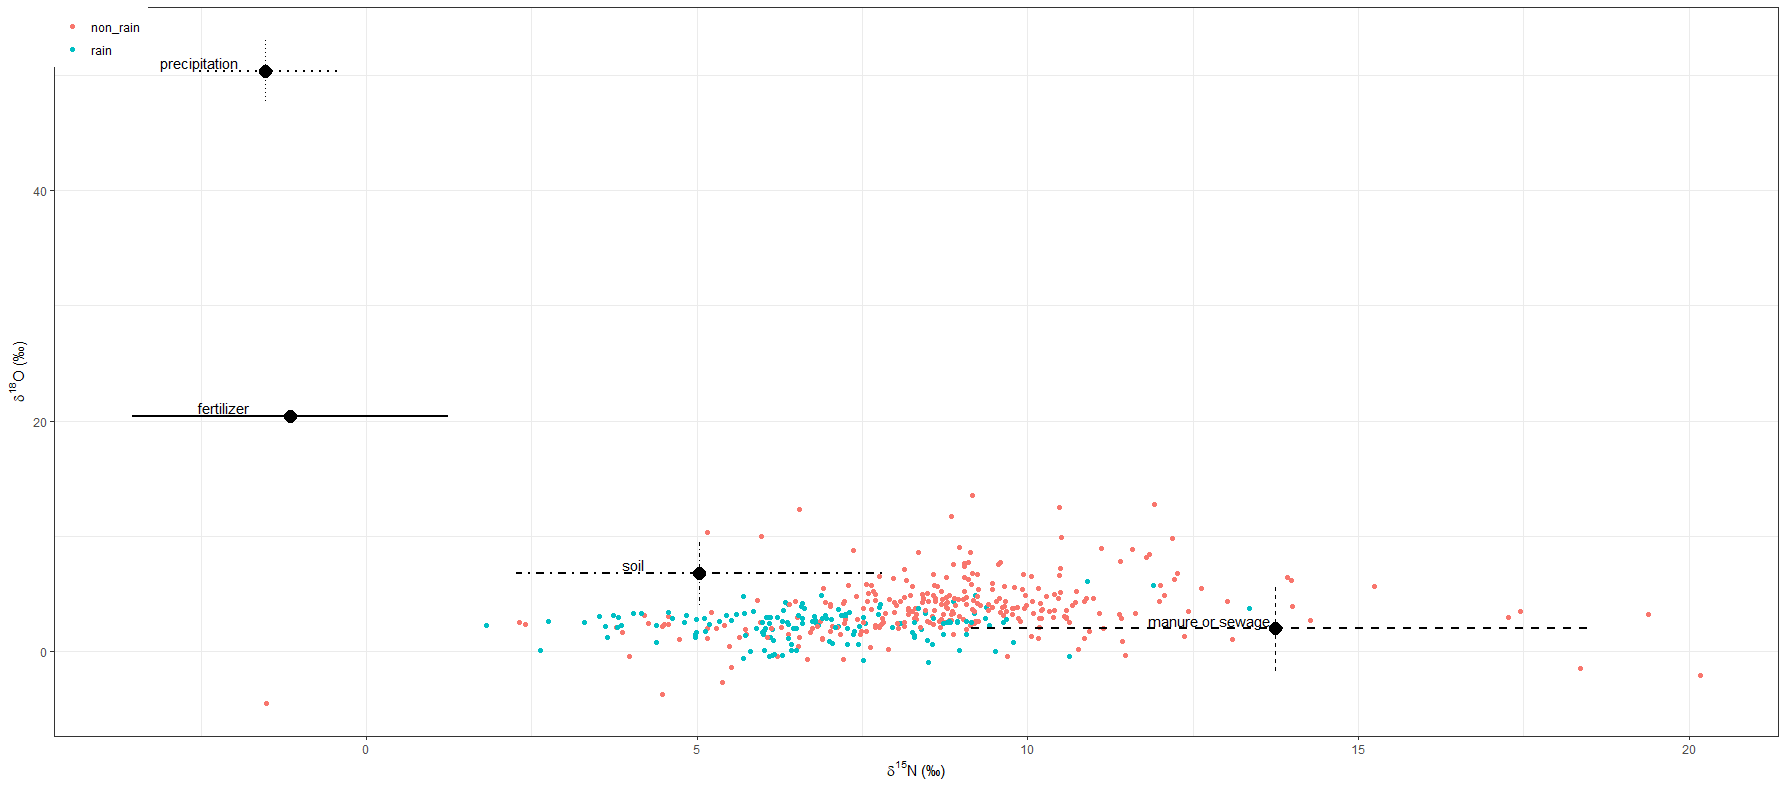 non_rain
rain
precipitation
40
δ¹⁸O (‰)
fertilizer
20
soil
manure or sewage
0
0 5 10 15 20
δ¹⁵N (‰)